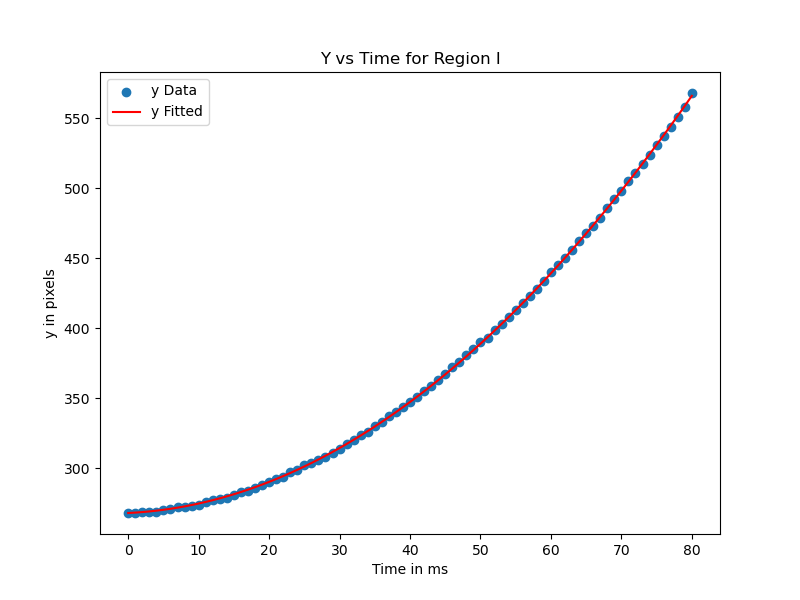 Y vs Time for Region I
y Data
y Fitted
550
500
450
400
350
300
y in pixels
0 10 20 30 40 50 60 70 80
Time in ms